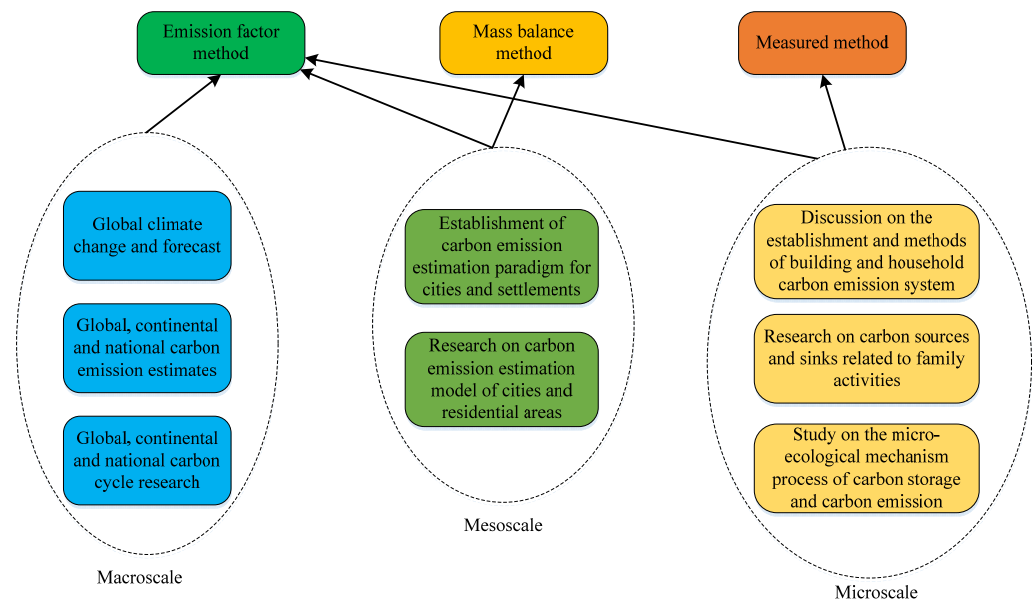 Emission factor
method
Mass balance
method
Measured method
Global climate
change and forecast
Global, continental
and national carbon
emission estimates
Global, continental
and national carbon
cycle research
Macroscale
Establishment of
carbon emission
estimation paradigm for
cities and settlements
Research on carbon
emission estimation
model of cities and
residential areas
Mesoscale
Discussion on the
establishment and methods
of building and household
carbon emission system
Research on carbon sources
and sinks related to family
activities
Study on the micro-
ecological mechanism
process of carbon storage
and carbon emission
Microscale